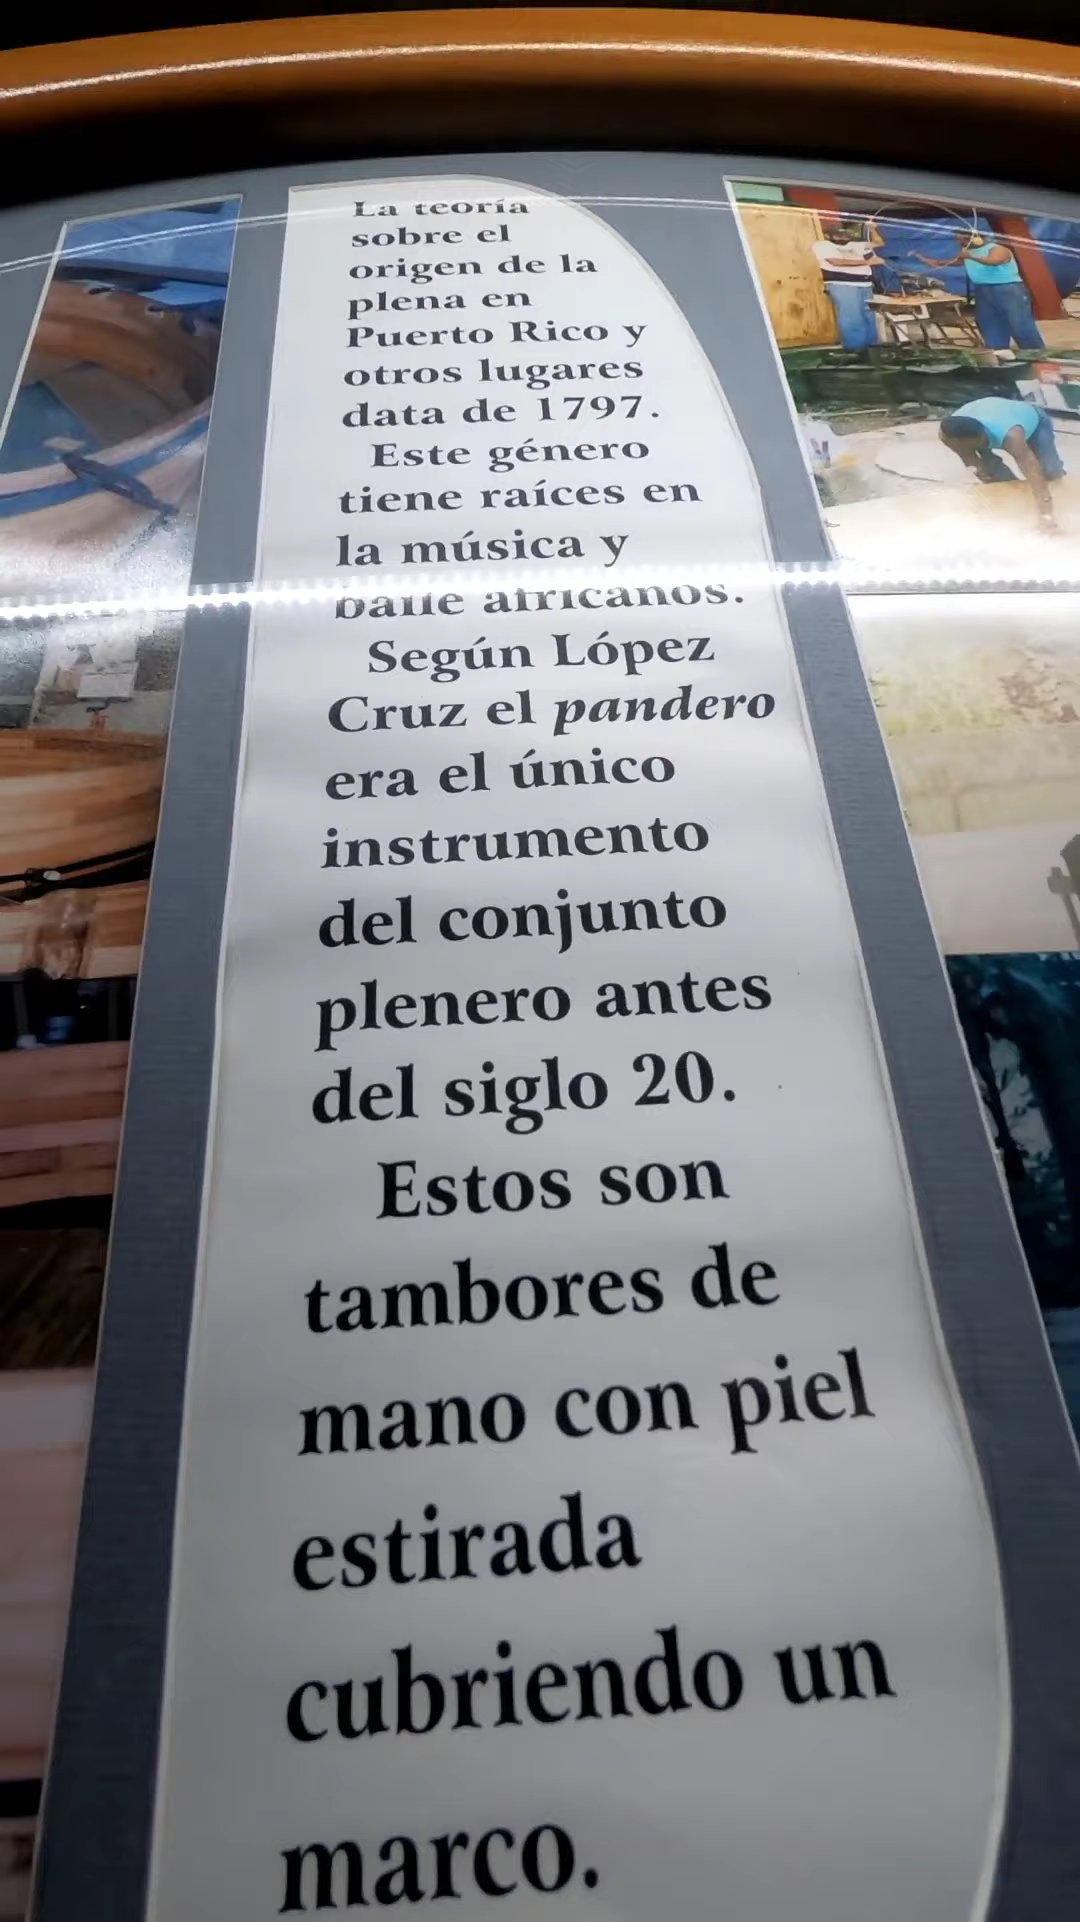 La teoría
sobre el
origen de la
plena en
Puerto Rico y
otros lugares
data de 1797.
Este género
tiene raíces en
la música y
baile africanos.
Según López
Cruz el pandero
era el único
instrumento
del conjunto
plenero antes
del siglo 20.
Estos son
tambores de
mano con piel
estirada
cubriendo un
marco.